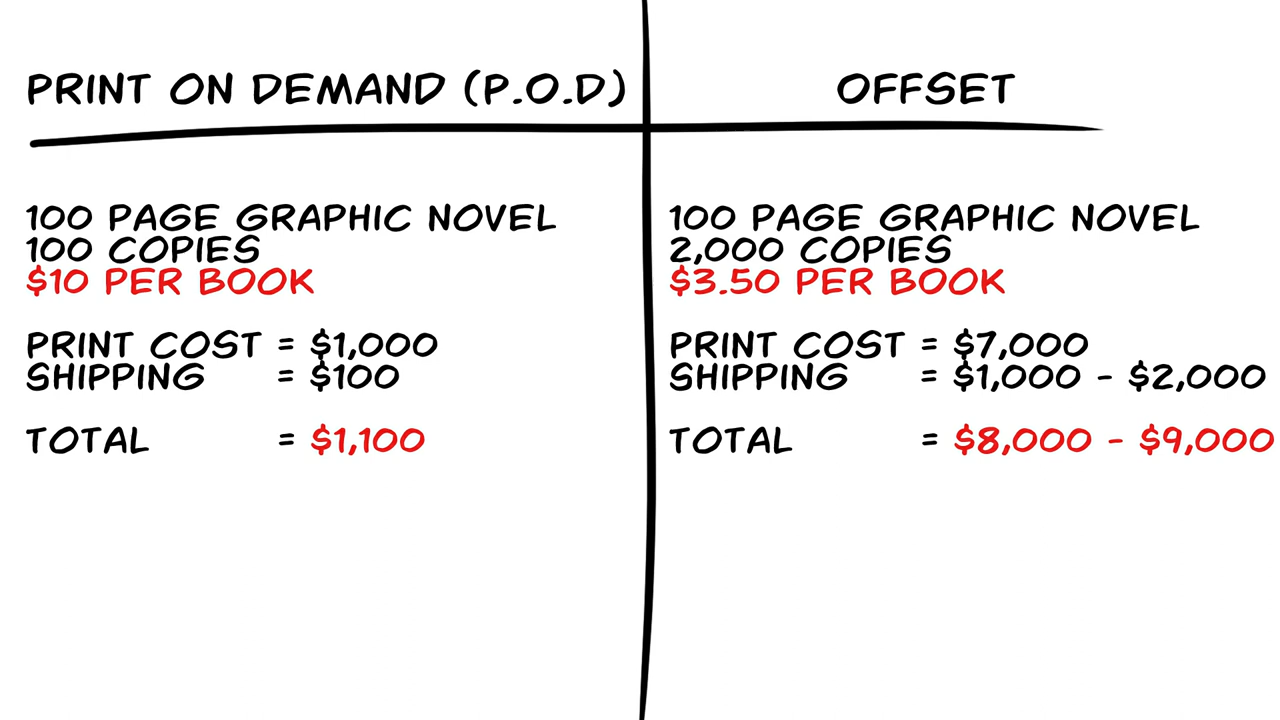 PRINT ON DEMAND (P.O.D)
100 PAGE GRAPHIC NOVEL
100 COPIES
$10 PER BOOK
PRINT COST = $1,000
SHIPPING = $100
TOTAL = $1,100
OFFSET
100 PAGE GRAPHIC NOVEL
2,000 COPIES
$3.50 PER BOOK
PRINT COST = $7,000
SHIPPING = $1,000 - $2,000
TOTAL = $8,000 - $9,000